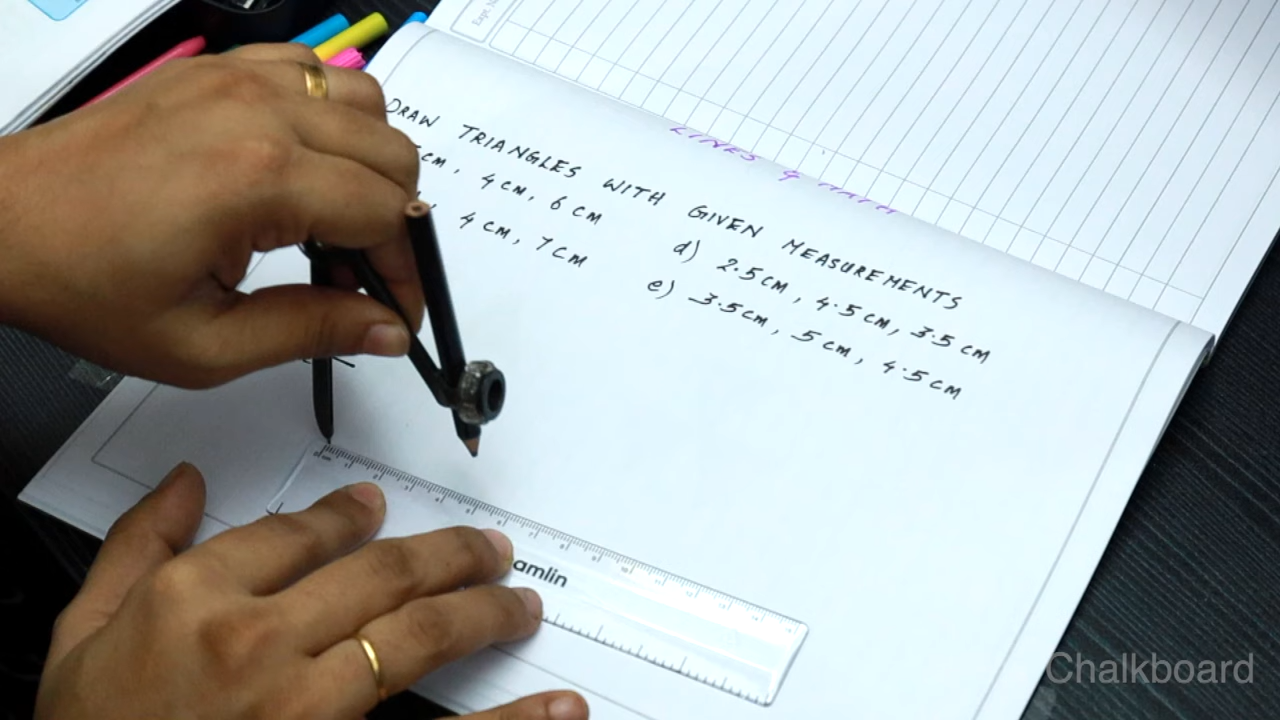 Expt. N
LINES & MATH
DRAW TRIANGLES WITH GIVEN MEASUREMENTS
cm, 4 cm, 6 cm
4 cm, 7 cm
d) 2.5 cm, 4.5 cm, 3.5 cm
e) 3.5 cm, 5 cm, 4.5 cm
amlin
Chalkboard